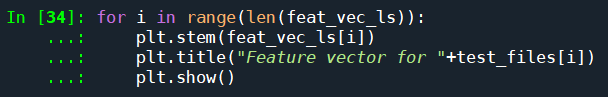 In [34]: for i in range(len(feat_vec_ls)):
    ...:     plt.stem(feat_vec_ls[i])
    ...:     plt.title("Feature vector for "+test_files[i])
    ...:     plt.show()